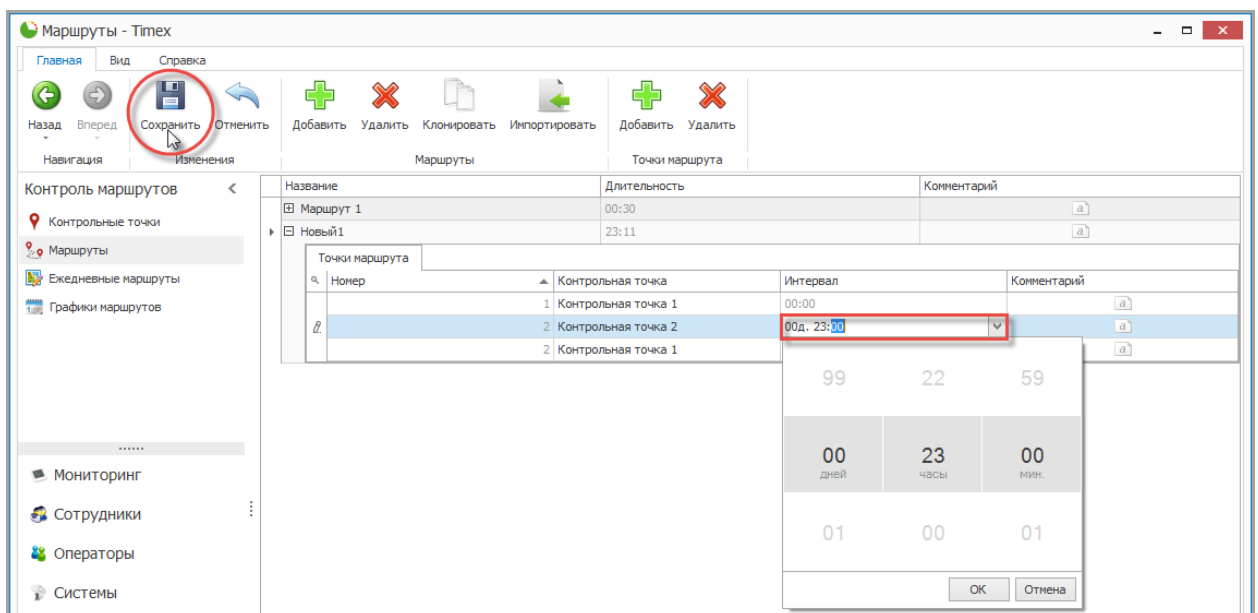 Маршруты - Timex
Главная Вид Справка
Назад Вперед Сохранить Отменить Добавить Удалить Клонировать Импортировать Добавить Удалить
Навигация Изменения Маршруты Точки маршрута
Контроль маршрутов
Контрольные точки
Маршруты
Ежедневные маршруты
Графики маршрутов
Мониторинг
Сотрудники
Операторы
Системы
Название Длительность Комментарий
Маршрут 1 00:30 a
Новый1 23:11 a
Точки маршрута
Номер Контрольная точка Интервал Комментарий
1 Контрольная точка 1 00:00 a
2 Контрольная точка 2 00д. 23:00 a
2 Контрольная точка 1 a
99 22 59
00 23 00
дней часы мин.
01 00 01
OK Отмена